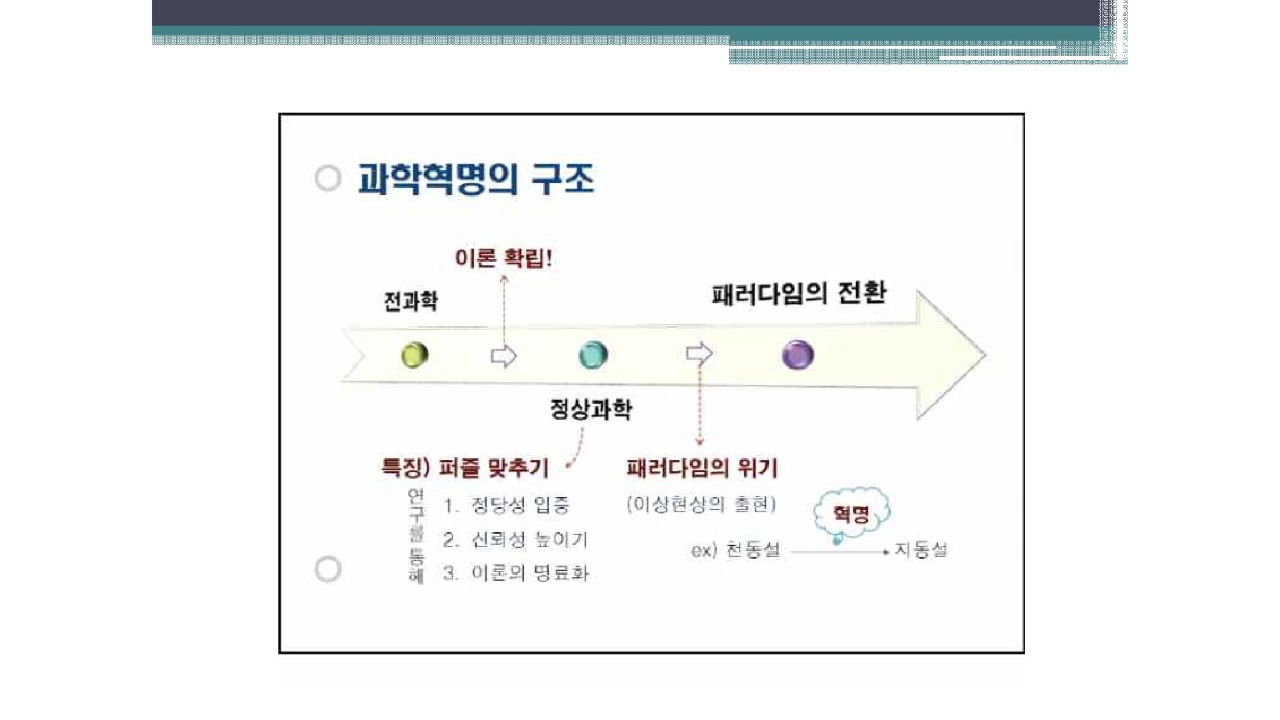 과학혁명의 구조
이론 확립!
전과학
패러다임의 전환
정상과학
특징) 퍼즐 맞추기
연구를 통해
1. 정당성 입증
2. 신뢰성 높이기
3. 이론의 명료화
패러다임의 위기
(이상현상의 출현)
혁명
ex) 천동설
지동설